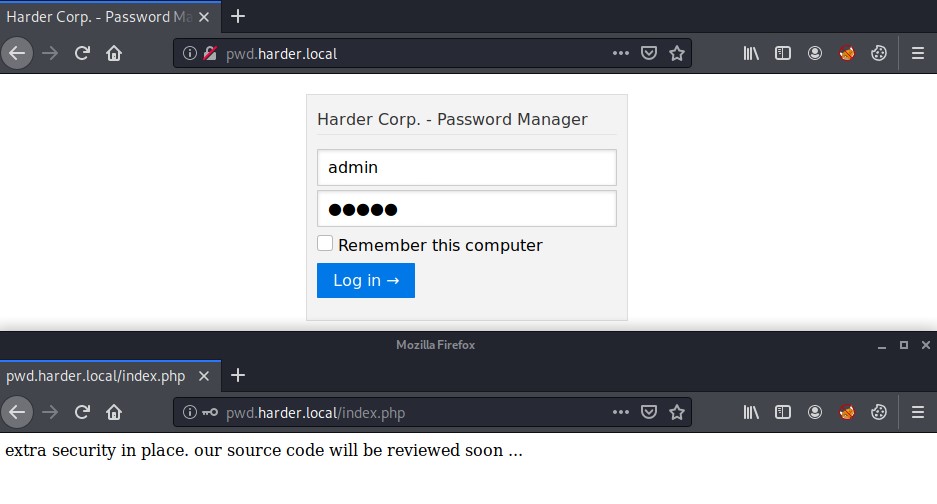 Harder Corp. - Password Ma
pwd.harder.local
Harder Corp. - Password Manager
admin
●●●●●
Remember this computer
Log in →
Mozilla Firefox
pwd.harder.local/index.php
pwd.harder.local/index.php
extra security in place. our source code will be reviewed soon ...